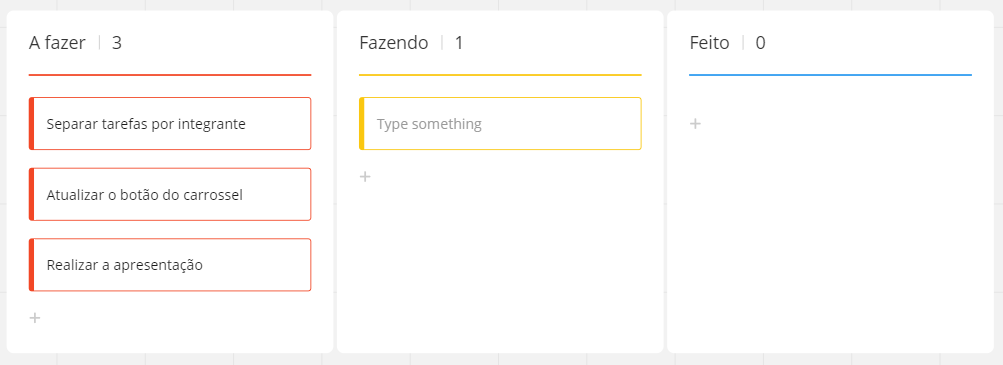 A fazer | 3
Separar tarefas por integrante
Atualizar o botão do carrossel
Realizar a apresentação
+
Fazendo | 1
Type something
+
Feito | 0
+